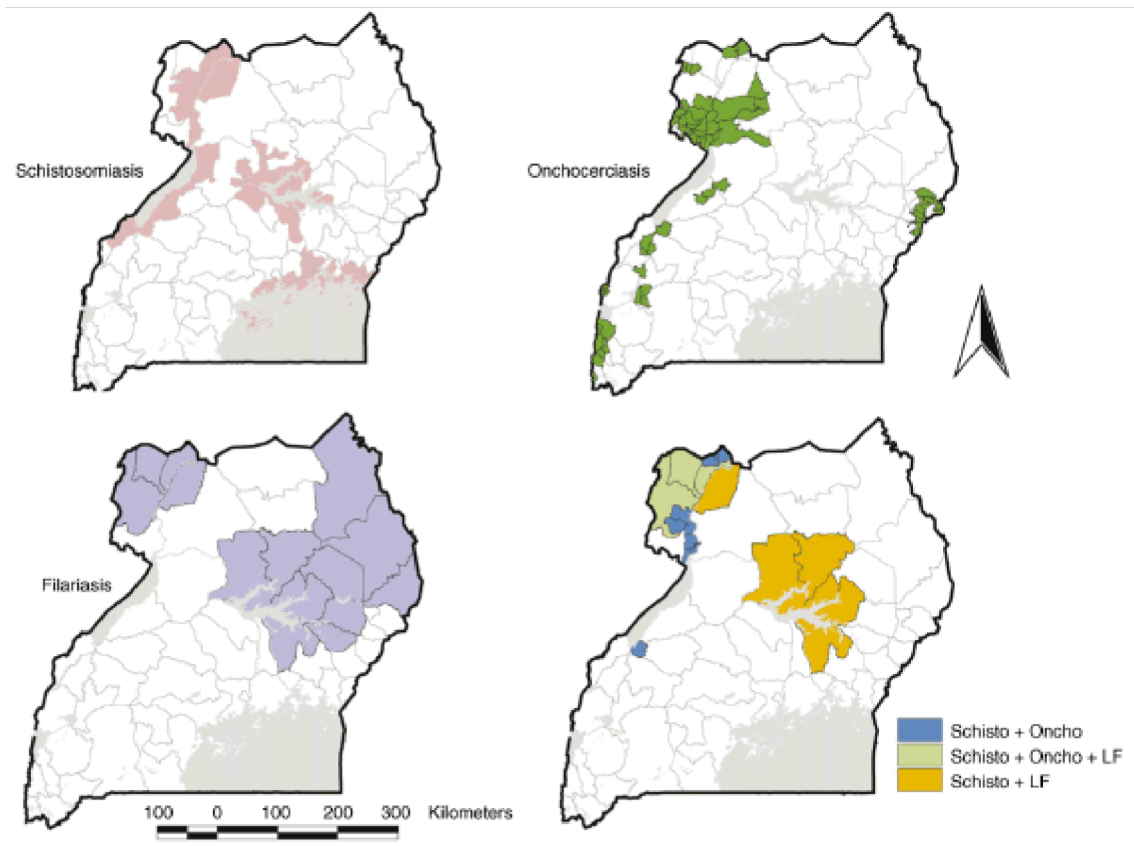 Schistosomiasis
Onchocerciasis
Filariasis
Schisto + Oncho
Schisto + Oncho + LF
Schisto + LF
100 0 100 200 300 Kilometers